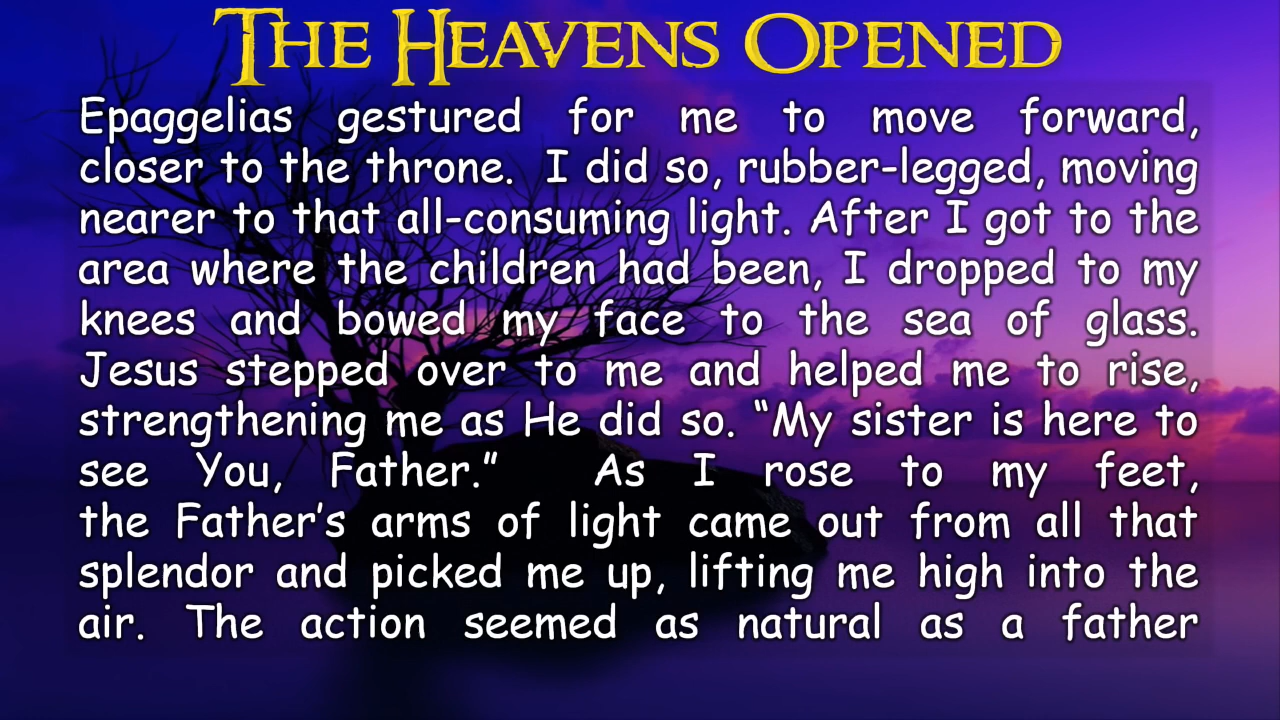 THE HEAVENS OPENED
Epaggelias gestured for me to move forward,
closer to the throne. I did so, rubber-legged, moving
nearer to that all-consuming light. After I got to the
area where the children had been, I dropped to my
knees and bowed my face to the sea of glass.
Jesus stepped over to me and helped me to rise,
strengthening me as He did so. “My sister is here to
see You, Father.” As I rose to my feet,
the Father’s arms of light came out from all that
splendor and picked me up, lifting me high into the
air. The action seemed as natural as a father